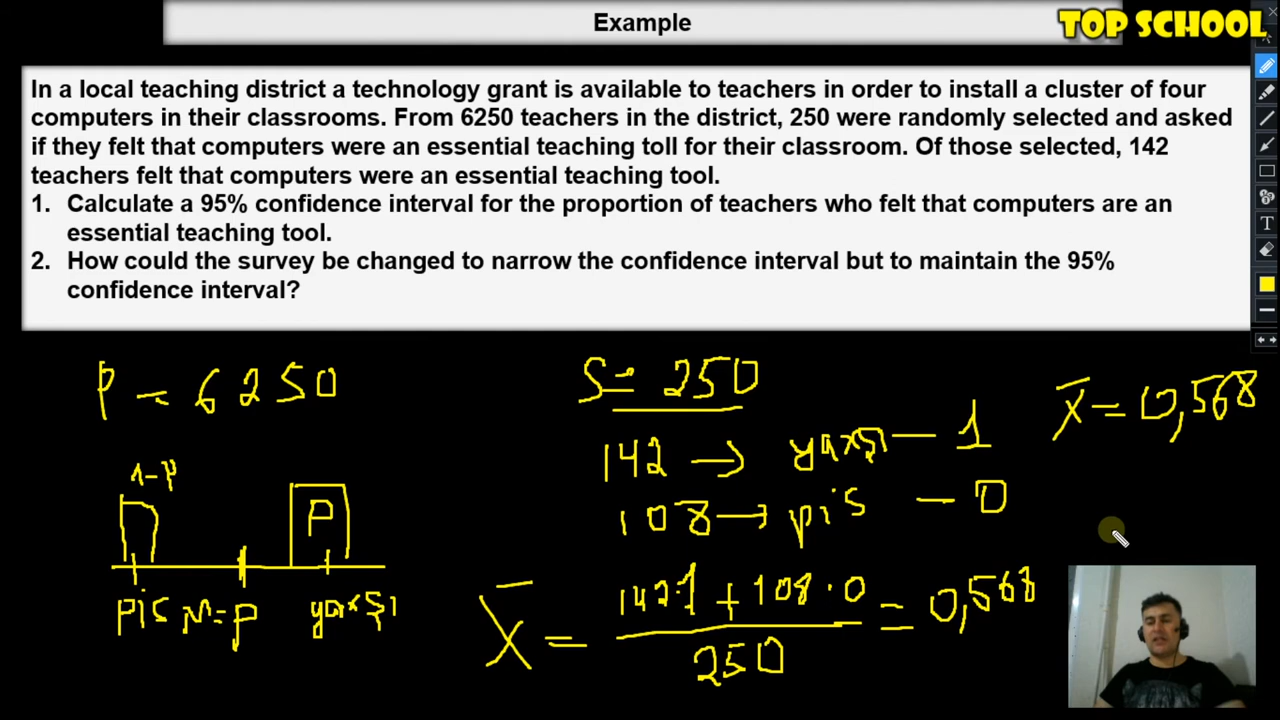 Example
TOP SCHOOL
In a local teaching district a technology grant is available to teachers in order to install a cluster of four
computers in their classrooms. From 6250 teachers in the district, 250 were randomly selected and asked
if they felt that computers were an essential teaching toll for their classroom. Of those selected, 142
teachers felt that computers were an essential teaching tool.
1. Calculate a 95% confidence interval for the proportion of teachers who felt that computers are an
essential teaching tool.
2. How could the survey be changed to narrow the confidence interval but to maintain the 95%
confidence interval?
P = 6250
S = 250
X̄ = 0,568
142 → yaxşı — 1
108 → pis — 0
1-P
P
pis M=p yaxşı
X̄ = (142·1 + 108·0)/250 = 0,568